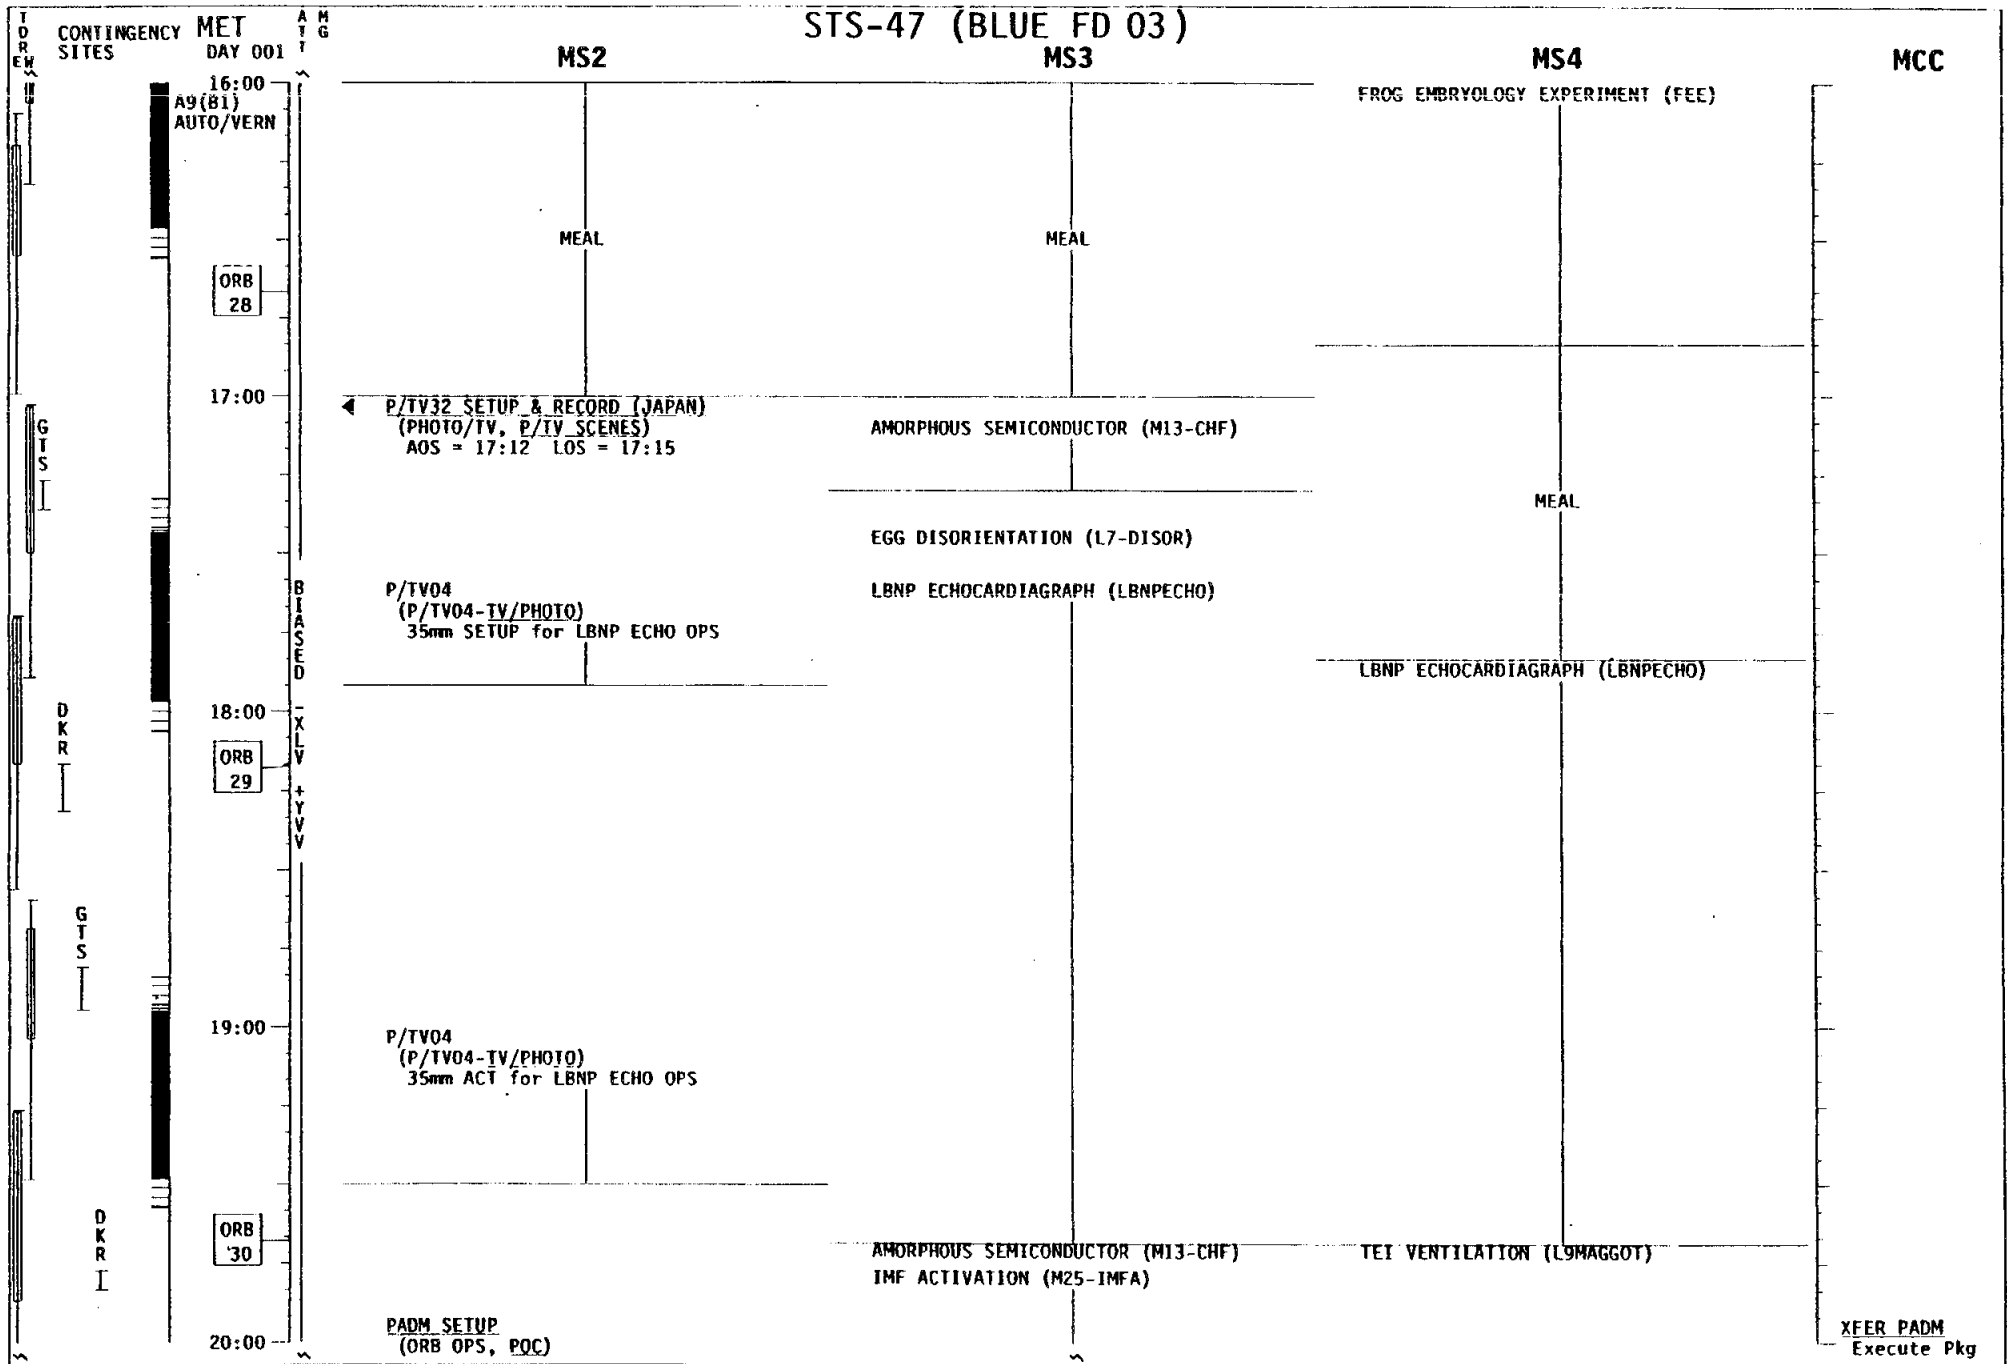 STS-47 (BLUE FD 03)
TDRE
W
CONTINGENCY SITES
MET
DAY 001
ATT
MG
MS2
MS3
MS4
MCC
16:00
A9(B1)
AUTO/VERN
FROG EMBRYOLOGY EXPERIMENT (FEE)
MEAL
MEAL
ORB
28
17:00
P/TV32 SETUP & RECORD (JAPAN)
(PHOTO/TV, P/TV SCENES)
AOS = 17:12 LOS = 17:15
AMORPHOUS SEMICONDUCTOR (M13-CHF)
GTS
MEAL
EGG DISORIENTATION (L7-DISOR)
BIASED -XLV +YVV
P/TV04
(P/TV04-TV/PHOTO)
35mm SETUP for LBNP ECHO OPS
LBNP ECHOCARDIAGRAPH (LBNPECHO)
LBNP ECHOCARDIAGRAPH (LBNPECHO)
DKR
18:00
ORB
29
GTS
19:00
P/TV04
(P/TV04-TV/PHOTO)
35mm ACT for LBNP ECHO OPS
DKR
ORB
30
AMORPHOUS SEMICONDUCTOR (M13-CHF)
IMF ACTIVATION (M25-IMFA)
TEI VENTILATION (L9MAGGOT)
20:00
PADM SETUP
(ORB OPS, POC)
XFER PADM
Execute Pkg